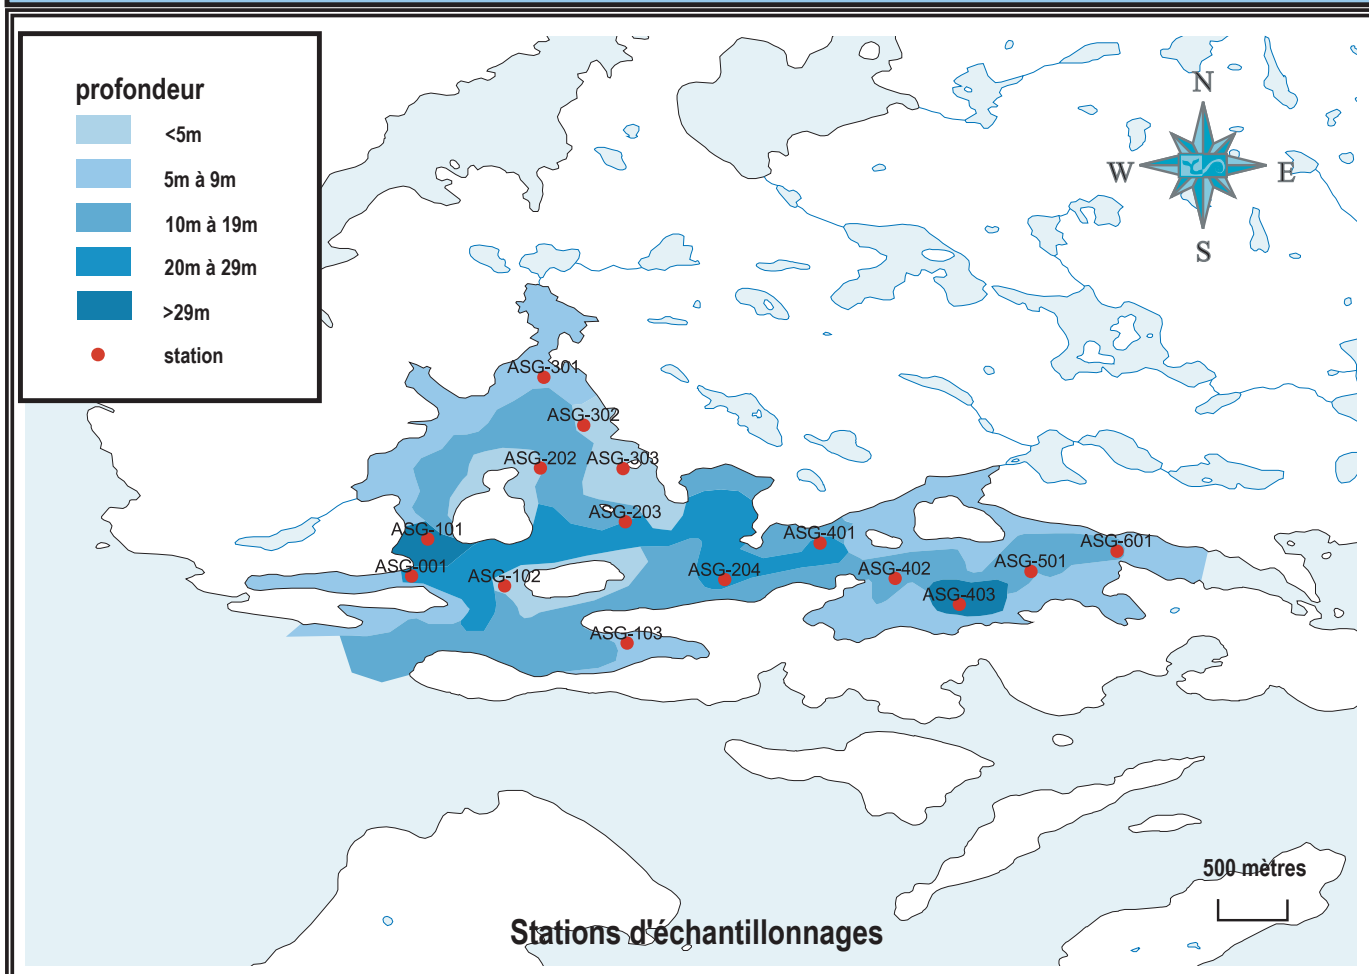 profondeur
<5m
5m à 9m
10m à 19m
20m à 29m
>29m
station
N
W
E
S
ASG-301
ASG-302
ASG-202
ASG-303
ASG-203
ASG-101
ASG-401
ASG-601
ASG-001
ASG-102
ASG-204
ASG-402
ASG-501
ASG-403
ASG-103
500 mètres
Stations d'échantillonnages